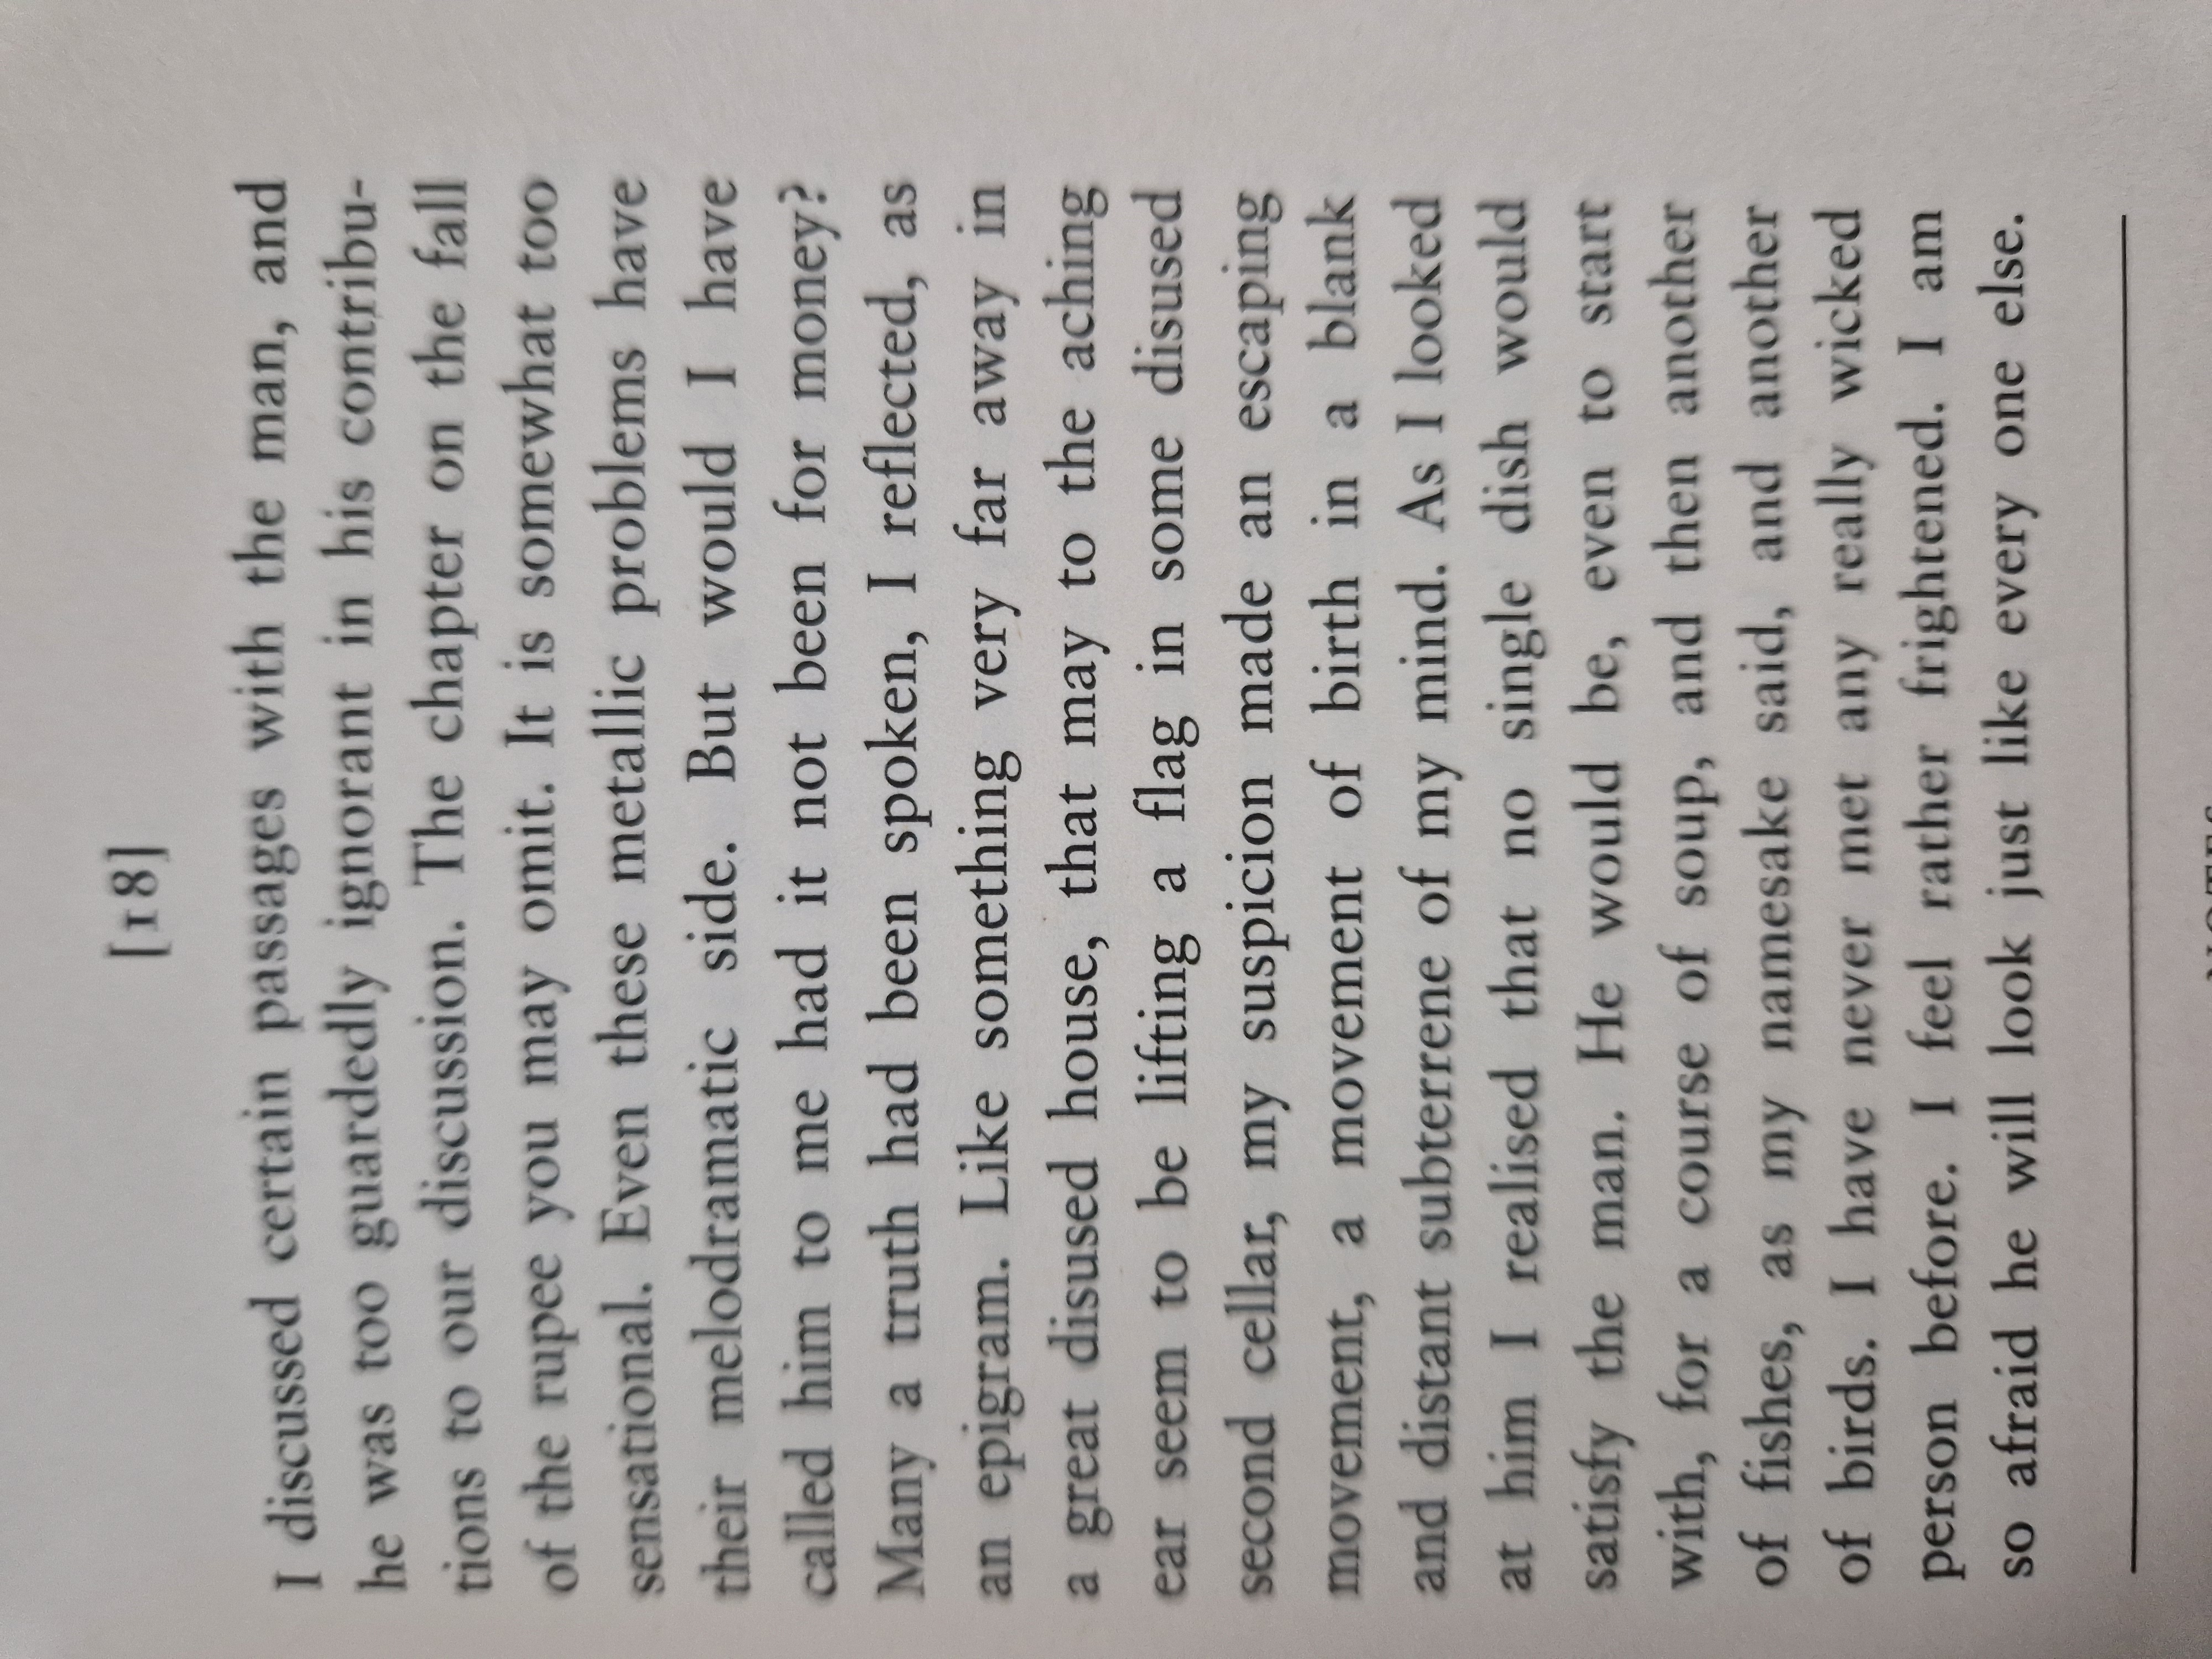 [18]
I discussed certain passages with the man, and
he was too guardedly ignorant in his contribu-
tions to our discussion. The chapter on the fall
of the rupee you may omit. It is somewhat too
sensational. Even these metallic problems have
their melodramatic side. But would I have
called him to me had it not been for money?
Many a truth had been spoken, I reflected, as
an epigram. Like something very far away in
a great disused house, that may to the aching
ear seem to be lifting a flag in some disused
second cellar, my suspicion made an escaping
movement, a movement of birth in a blank
and distant subterrene of my mind. As I looked
at him I realised that no single dish would
satisfy the man. He would be, even to start
with, for a course of soup, and then another
of fishes, as my namesake said, and another
of birds. I have never met any really wicked
person before. I feel rather frightened. I am
so afraid he will look just like every one else.
NOTES